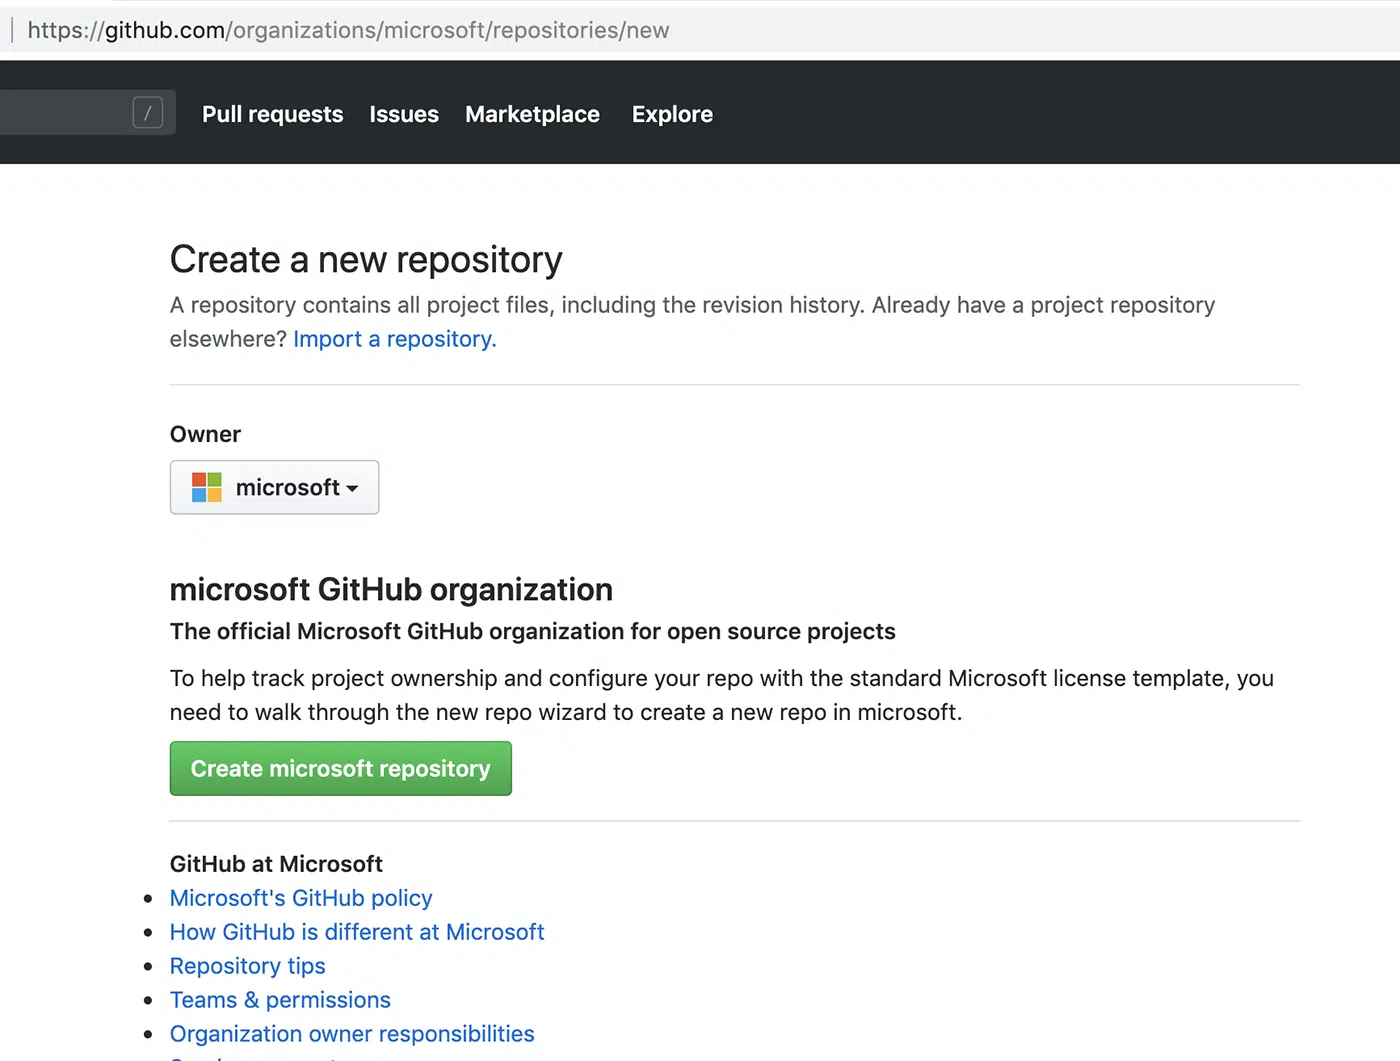 https://github.com/organizations/microsoft/repositories/new
/
Pull requests Issues Marketplace Explore
Create a new repository
A repository contains all project files, including the revision history. Already have a project repository
elsewhere? Import a repository.
Owner
microsoft
microsoft GitHub organization
The official Microsoft GitHub organization for open source projects
To help track project ownership and configure your repo with the standard Microsoft license template, you
need to walk through the new repo wizard to create a new repo in microsoft.
Create microsoft repository
GitHub at Microsoft
Microsoft's GitHub policy
How GitHub is different at Microsoft
Repository tips
Teams & permissions
Organization owner responsibilities